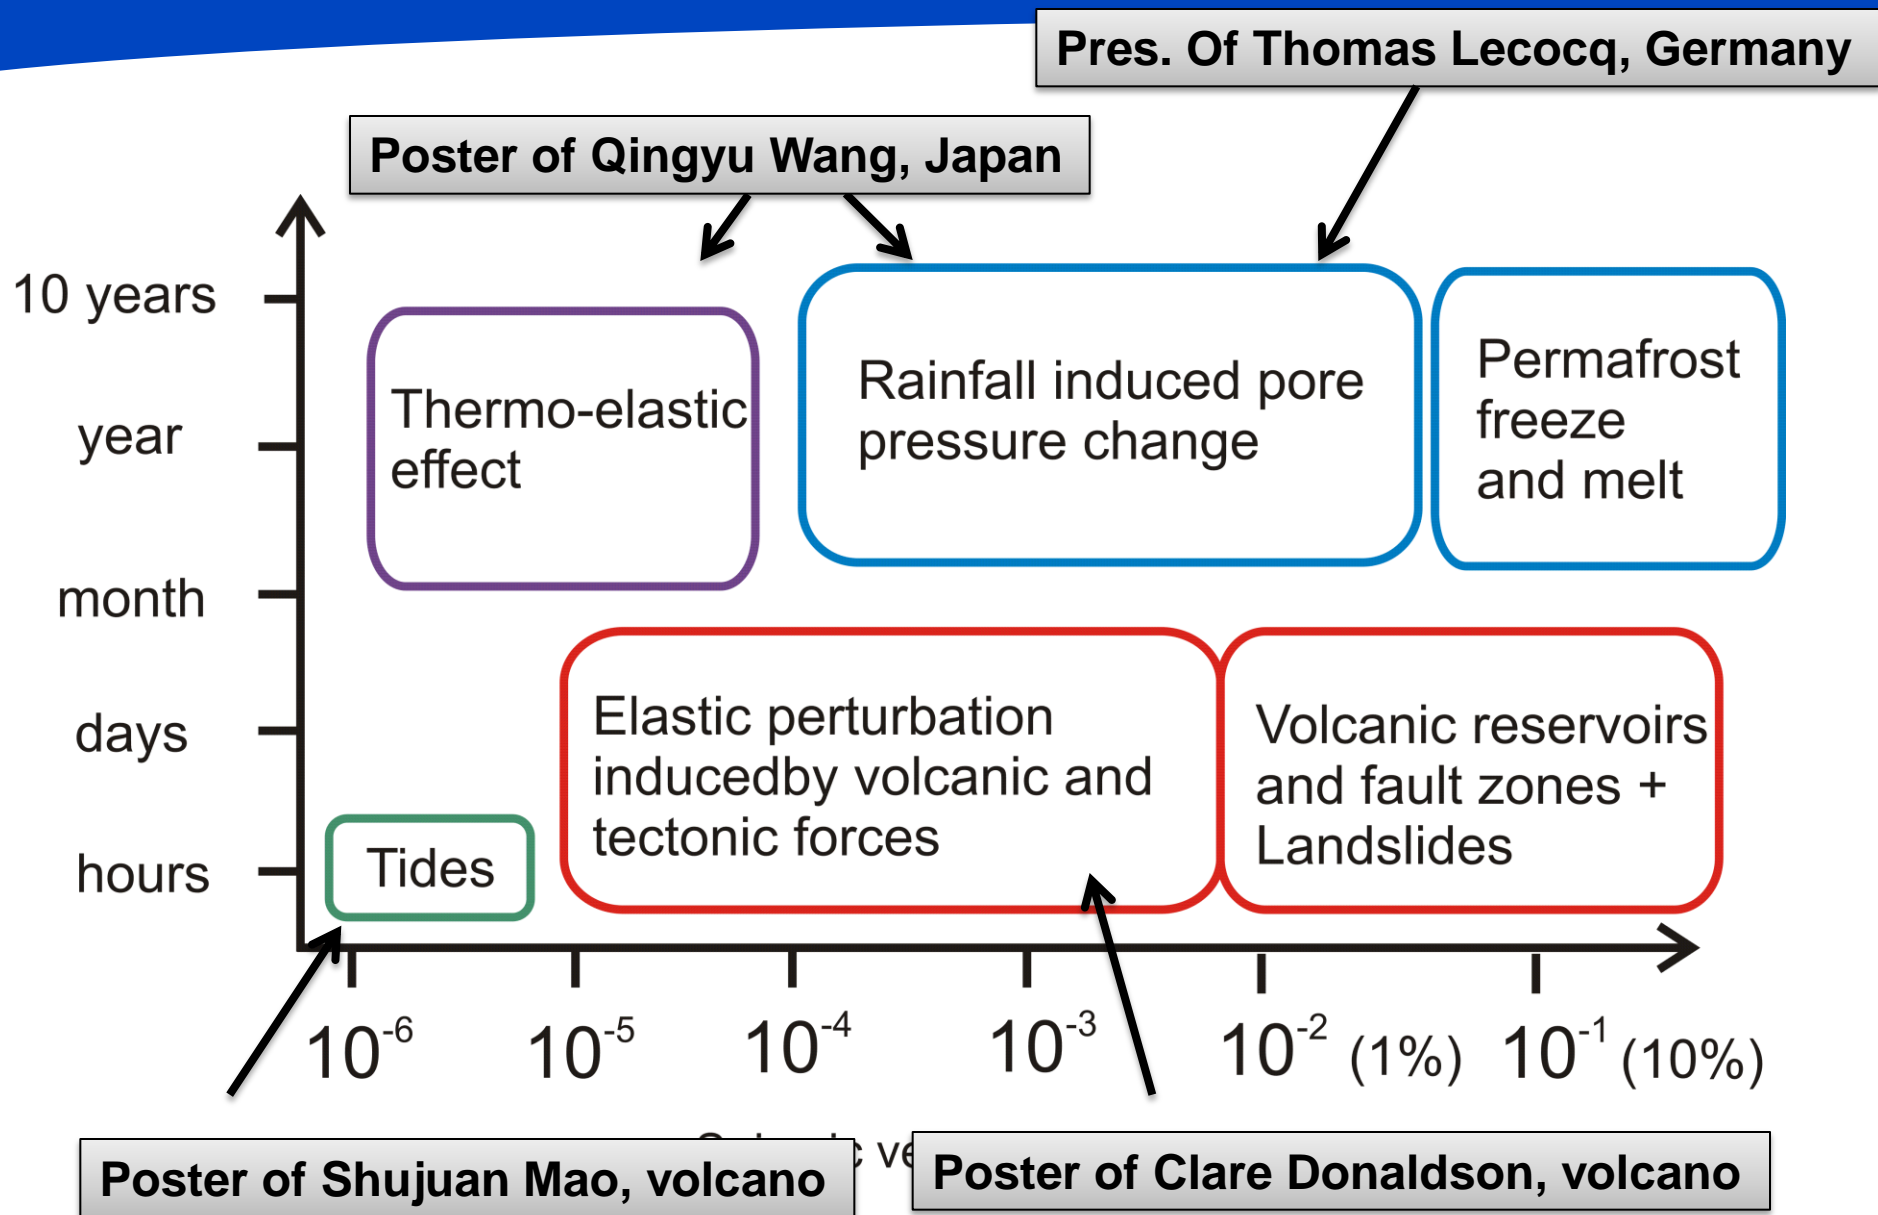 Pres. Of Thomas Lecocq, Germany
Poster of Qingyu Wang, Japan
10 years
year
month
days
hours
Thermo-elastic
effect
Rainfall induced pore
pressure change
Permafrost
freeze
and melt
Elastic perturbation
inducedby volcanic and
tectonic forces
Volcanic reservoirs
and fault zones +
Landslides
Tides
10⁻⁶ 10⁻⁵ 10⁻⁴ 10⁻³ 10⁻² (1%) 10⁻¹ (10%)
Poster of Shujuan Mao, volcano
Poster of Clare Donaldson, volcano